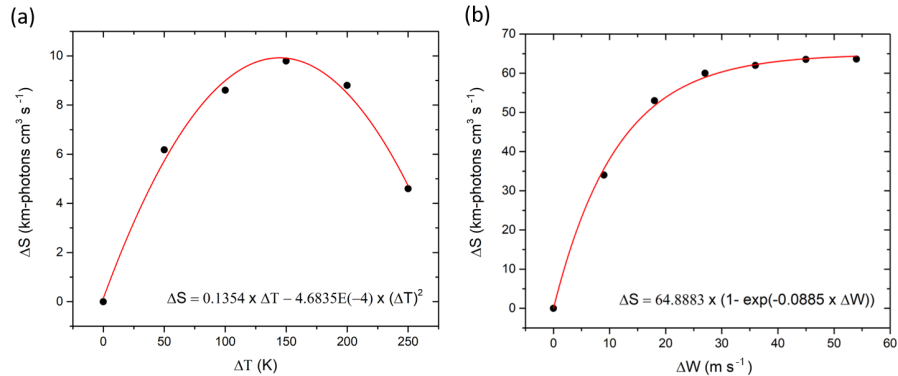 (a)
10
8
6
4
2
0
ΔS (km-photons cm³ s⁻¹)
ΔS = 0.1354 x ΔT − 4.6835E(−4) x (ΔT)²
0 50 100 150 200 250
ΔT (K)
(b)
70
60
50
40
30
20
10
0
ΔS (km-photons cm³ s⁻¹)
ΔS = 64.8883 x (1- exp(-0.0885 x ΔW))
0 10 20 30 40 50 60
ΔW (m s⁻¹)